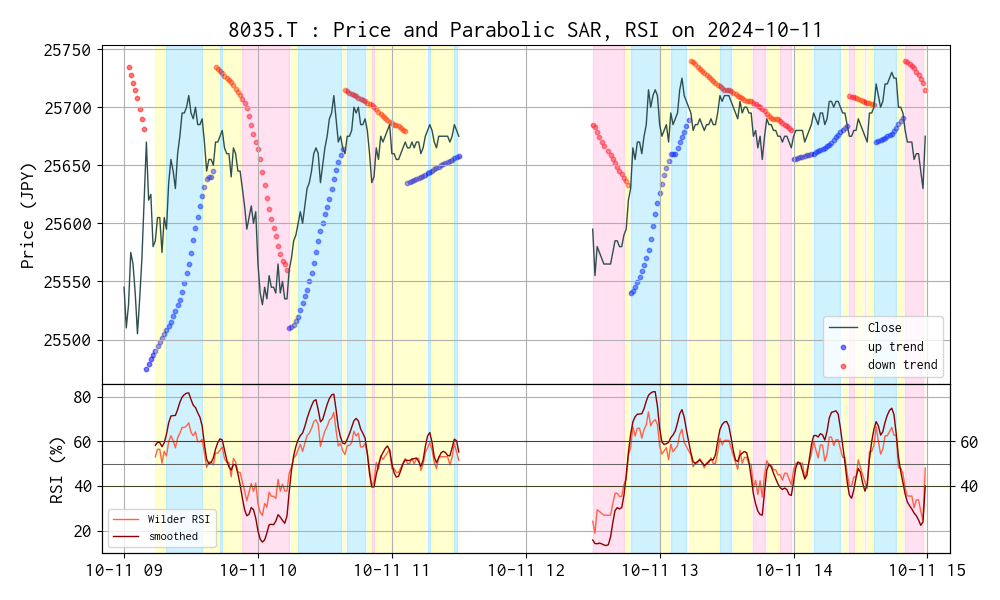 8035.T : Price and Parabolic SAR, RSI on 2024-10-11
25750
25700
25650
25600
25550
25500
Price (JPY)
Close
up trend
down trend
80
60
40
20
RSI (%)
60
40
Wilder RSI
smoothed
10-11 09
10-11 10
10-11 11
10-11 12
10-11 13
10-11 14
10-11 15